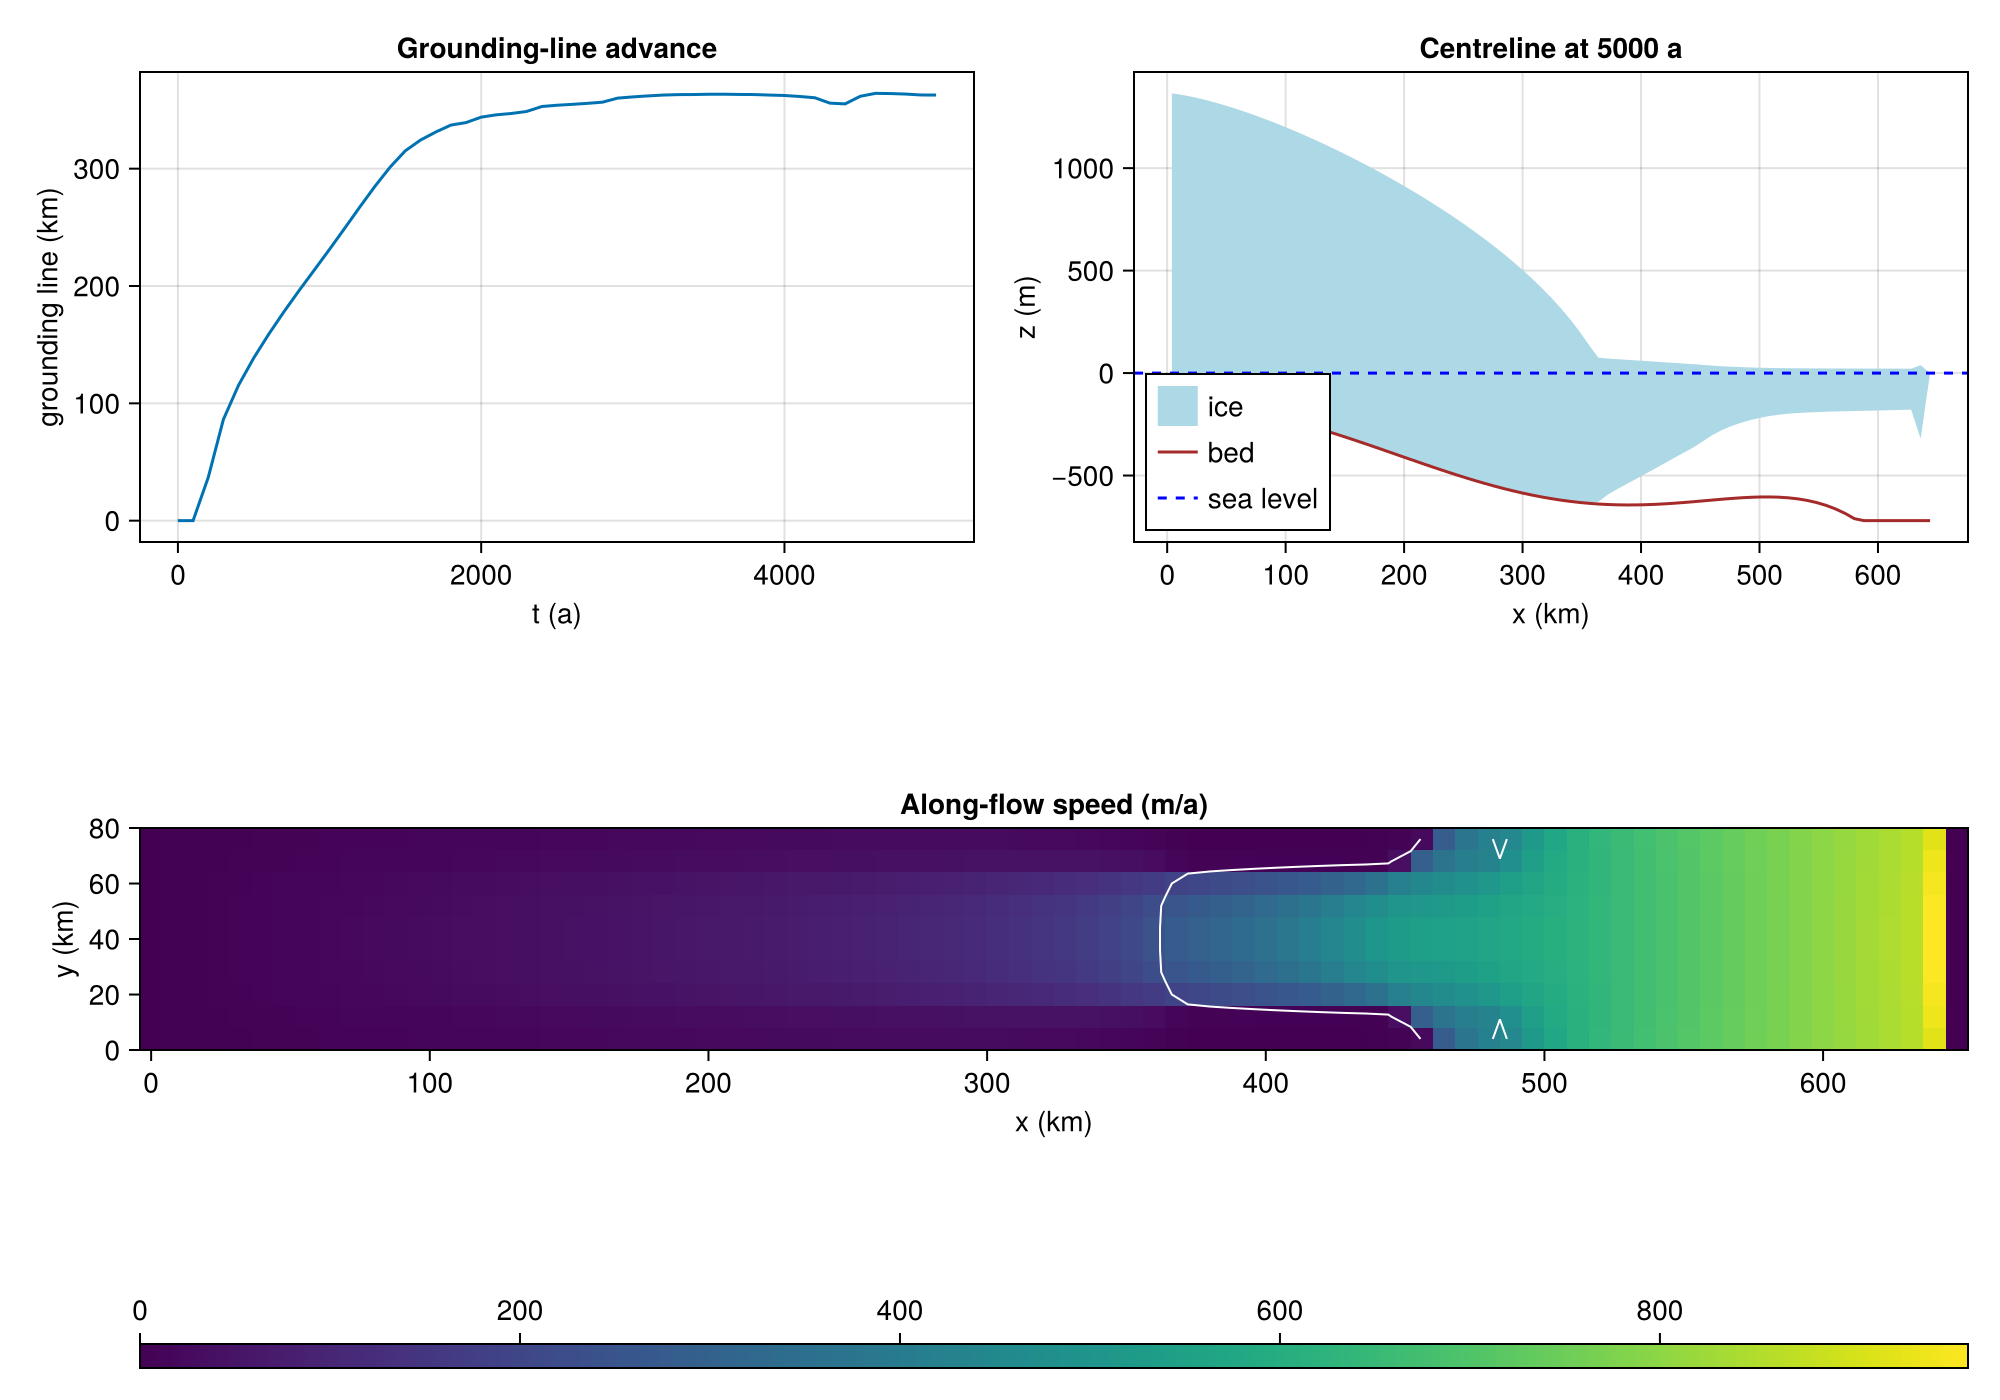 Grounding-line advance
grounding line (km)
300
200
100
0
0 2000 4000
t (a)
Centreline at 5000 a
z (m)
1000
500
0
−500
ice
bed
sea level
0 100 200 300 400 500 600
x (km)
Along-flow speed (m/a)
y (km)
80
60
40
20
0
0 100 200 300 400 500 600
x (km)
0 200 400 600 800